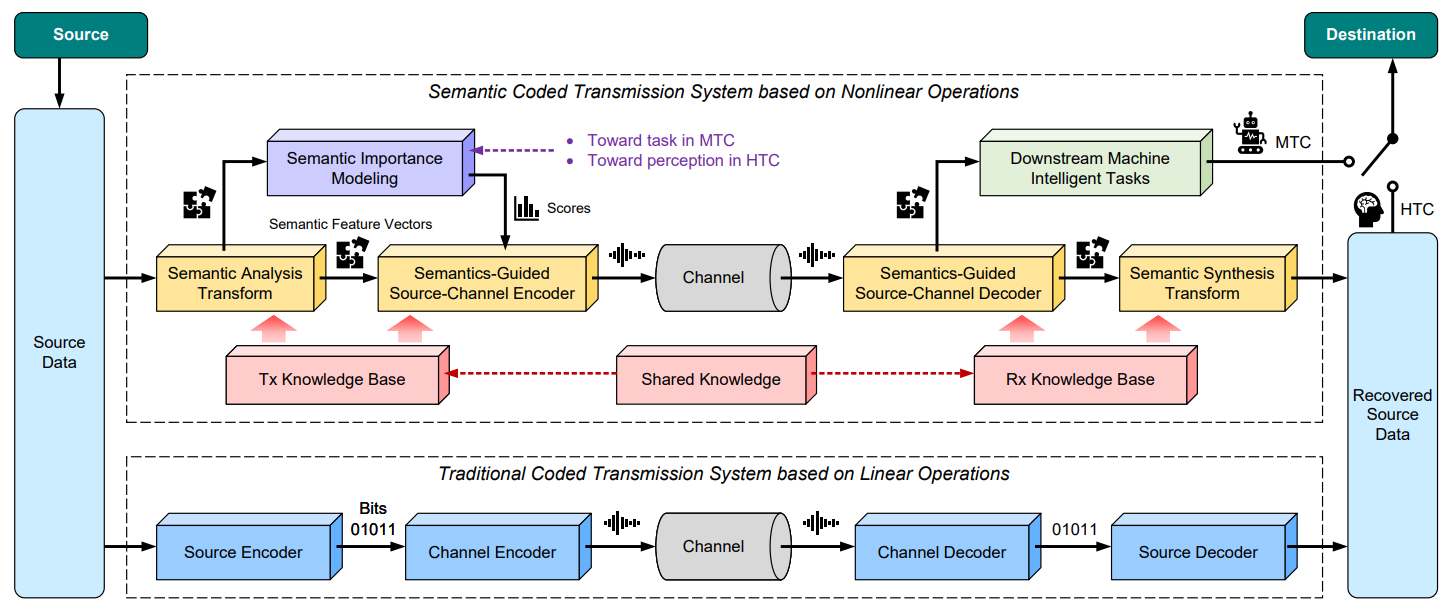 Source
Destination
Semantic Coded Transmission System based on Nonlinear Operations
Semantic Importance
Modeling
• Toward task in MTC
• Toward perception in HTC
Downstream Machine
Intelligent Tasks
MTC
HTC
Scores
Semantic Feature Vectors
Semantic Analysis
Transform
Semantics-Guided
Source-Channel Encoder
Channel
Semantics-Guided
Source-Channel Decoder
Semantic Synthesis
Transform
Source
Data
Tx Knowledge Base
Shared Knowledge
Rx Knowledge Base
Recovered
Source
Data
Traditional Coded Transmission System based on Linear Operations
Source Encoder
Bits
01011
Channel Encoder
Channel
Channel Decoder
01011
Source Decoder